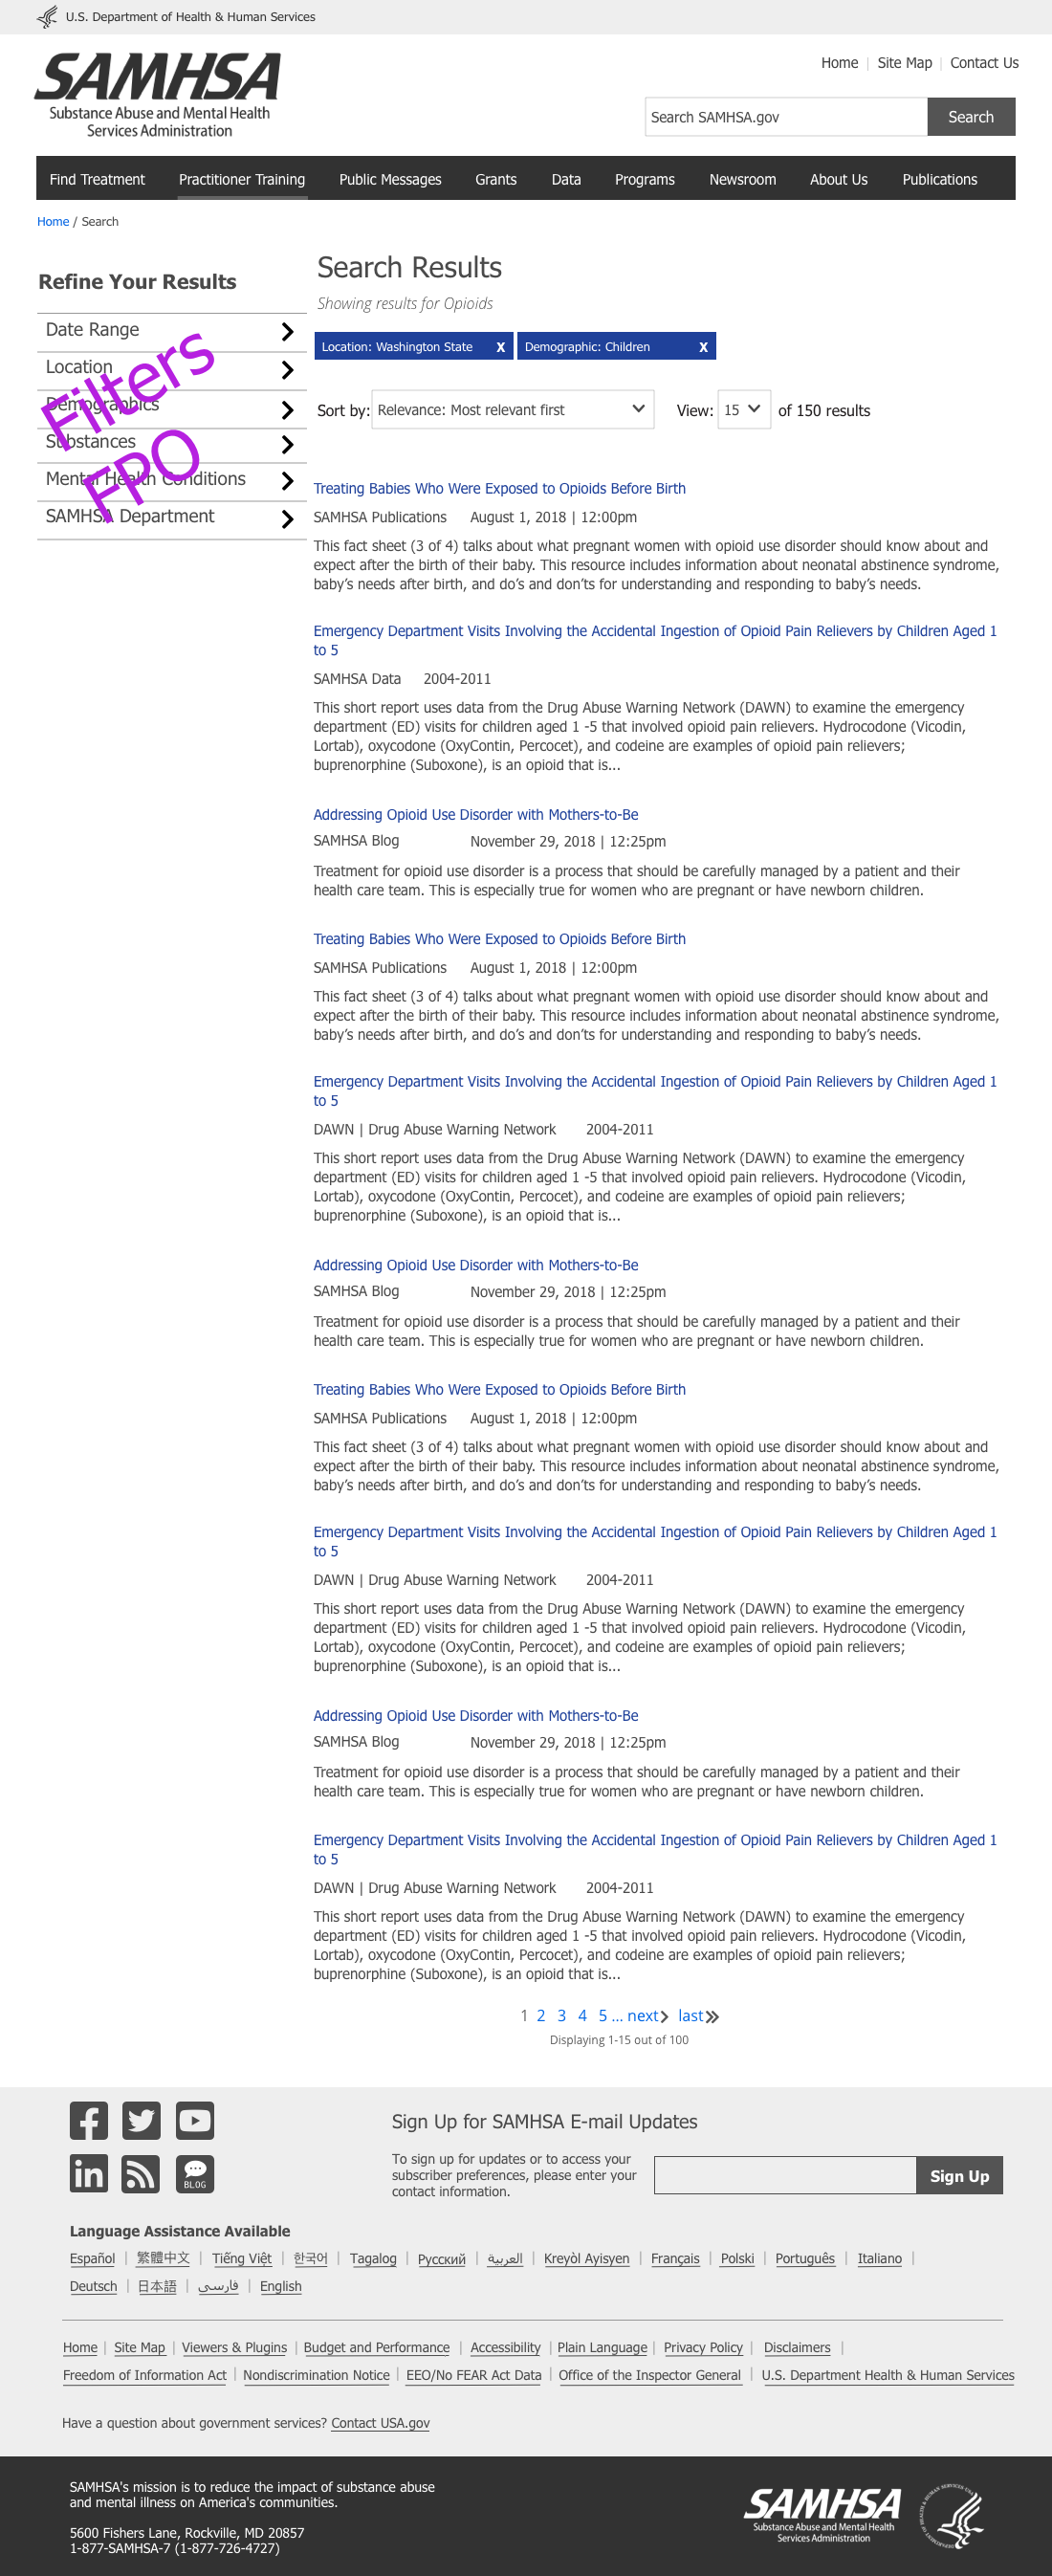 U.S. Department of Health & Human Services
SAMHSA
Substance Abuse and Mental Health
Services Administration
Home | Site Map | Contact Us
Search SAMHSA.gov Search
Find Treatment Practitioner Training Public Messages Grants Data Programs Newsroom About Us Publications
Home / Search
Refine Your Results
Date Range
Location
Demographics
Substances
Mental Health Conditions
SAMHSA Department
Filters
FPO
Search Results
Showing results for Opioids
Location: Washington State X Demographic: Children X
Sort by: Relevance: Most relevant first View: 15 of 150 results
Treating Babies Who Were Exposed to Opioids Before Birth
SAMHSA Publications August 1, 2018 | 12:00pm
This fact sheet (3 of 4) talks about what pregnant women with opioid use disorder should know about and
expect after the birth of their baby. This resource includes information about neonatal abstinence syndrome,
baby’s needs after birth, and do’s and don’ts for understanding and responding to baby’s needs.
Emergency Department Visits Involving the Accidental Ingestion of Opioid Pain Relievers by Children Aged 1
to 5
SAMHSA Data 2004-2011
This short report uses data from the Drug Abuse Warning Network (DAWN) to examine the emergency
department (ED) visits for children aged 1 -5 that involved opioid pain relievers. Hydrocodone (Vicodin,
Lortab), oxycodone (OxyContin, Percocet), and codeine are examples of opioid pain relievers;
buprenorphine (Suboxone), is an opioid that is...
Addressing Opioid Use Disorder with Mothers-to-Be
SAMHSA Blog November 29, 2018 | 12:25pm
Treatment for opioid use disorder is a process that should be carefully managed by a patient and their
health care team. This is especially true for women who are pregnant or have newborn children.
Treating Babies Who Were Exposed to Opioids Before Birth
SAMHSA Publications August 1, 2018 | 12:00pm
This fact sheet (3 of 4) talks about what pregnant women with opioid use disorder should know about and
expect after the birth of their baby. This resource includes information about neonatal abstinence syndrome,
baby’s needs after birth, and do’s and don’ts for understanding and responding to baby’s needs.
Emergency Department Visits Involving the Accidental Ingestion of Opioid Pain Relievers by Children Aged 1
to 5
DAWN | Drug Abuse Warning Network 2004-2011
This short report uses data from the Drug Abuse Warning Network (DAWN) to examine the emergency
department (ED) visits for children aged 1 -5 that involved opioid pain relievers. Hydrocodone (Vicodin,
Lortab), oxycodone (OxyContin, Percocet), and codeine are examples of opioid pain relievers;
buprenorphine (Suboxone), is an opioid that is...
Addressing Opioid Use Disorder with Mothers-to-Be
SAMHSA Blog November 29, 2018 | 12:25pm
Treatment for opioid use disorder is a process that should be carefully managed by a patient and their
health care team. This is especially true for women who are pregnant or have newborn children.
Treating Babies Who Were Exposed to Opioids Before Birth
SAMHSA Publications August 1, 2018 | 12:00pm
This fact sheet (3 of 4) talks about what pregnant women with opioid use disorder should know about and
expect after the birth of their baby. This resource includes information about neonatal abstinence syndrome,
baby’s needs after birth, and do’s and don’ts for understanding and responding to baby’s needs.
Emergency Department Visits Involving the Accidental Ingestion of Opioid Pain Relievers by Children Aged 1
to 5
DAWN | Drug Abuse Warning Network 2004-2011
This short report uses data from the Drug Abuse Warning Network (DAWN) to examine the emergency
department (ED) visits for children aged 1 -5 that involved opioid pain relievers. Hydrocodone (Vicodin,
Lortab), oxycodone (OxyContin, Percocet), and codeine are examples of opioid pain relievers;
buprenorphine (Suboxone), is an opioid that is...
Addressing Opioid Use Disorder with Mothers-to-Be
SAMHSA Blog November 29, 2018 | 12:25pm
Treatment for opioid use disorder is a process that should be carefully managed by a patient and their
health care team. This is especially true for women who are pregnant or have newborn children.
Emergency Department Visits Involving the Accidental Ingestion of Opioid Pain Relievers by Children Aged 1
to 5
DAWN | Drug Abuse Warning Network 2004-2011
This short report uses data from the Drug Abuse Warning Network (DAWN) to examine the emergency
department (ED) visits for children aged 1 -5 that involved opioid pain relievers. Hydrocodone (Vicodin,
Lortab), oxycodone (OxyContin, Percocet), and codeine are examples of opioid pain relievers;
buprenorphine (Suboxone), is an opioid that is...
1 2 3 4 5 ... next last
Displaying 1-15 out of 100
BLOG
Sign Up for SAMHSA E-mail Updates
To sign up for updates or to access your
subscriber preferences, please enter your
contact information.
Sign Up
Language Assistance Available
Español | 繁體中文 | Tiếng Việt | 한국어 | Tagalog | Русский | العربية | Kreyòl Ayisyen | Français | Polski | Português | Italiano |
Deutsch | 日本語 | فارسی | English
Home | Site Map | Viewers & Plugins | Budget and Performance | Accessibility | Plain Language | Privacy Policy | Disclaimers |
Freedom of Information Act | Nondiscrimination Notice | EEO/No FEAR Act Data | Office of the Inspector General | U.S. Department Health & Human Services
Have a question about government services? Contact USA.gov
SAMHSA's mission is to reduce the impact of substance abuse
and mental illness on America's communities.
5600 Fishers Lane, Rockville, MD 20857
1-877-SAMHSA-7 (1-877-726-4727)
SAMHSA
Substance Abuse and Mental Health
Services Administration